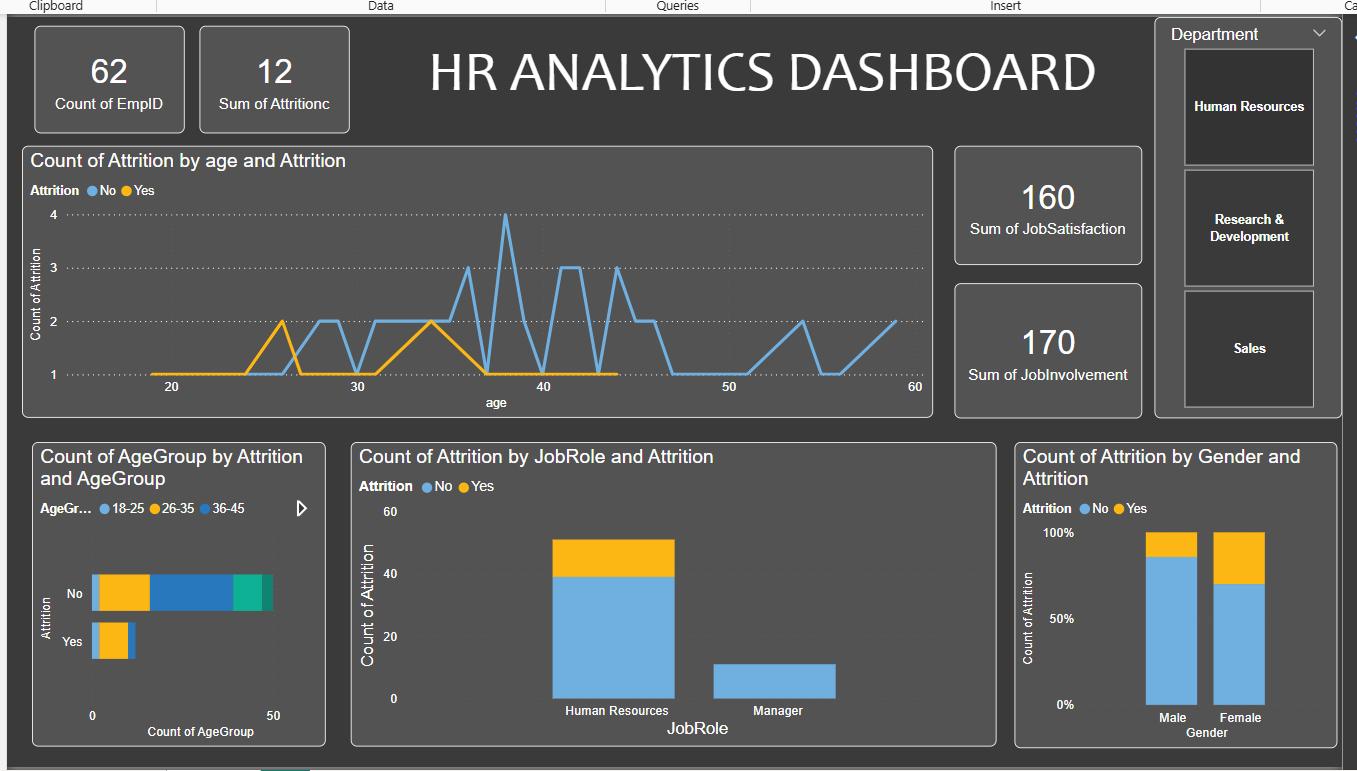 Clipboard
Data
Queries
Insert
Ca
62
Count of EmpID
12
Sum of Attritionc
HR ANALYTICS DASHBOARD
Department
Human Resources
Research &
Development
Sales
Count of Attrition by age and Attrition
Attrition No Yes
Count of Attrition
4
3
2
1
20 30 40 50 60
age
160
Sum of JobSatisfaction
170
Sum of JobInvolvement
Count of AgeGroup by Attrition
and AgeGroup
AgeGr... 18-25 26-35 36-45
Attrition
No
Yes
0 50
Count of AgeGroup
Count of Attrition by JobRole and Attrition
Attrition No Yes
Count of Attrition
60
40
20
0
Human Resources Manager
JobRole
Count of Attrition by Gender and
Attrition
Attrition No Yes
Count of Attrition
100%
50%
0%
Male Female
Gender